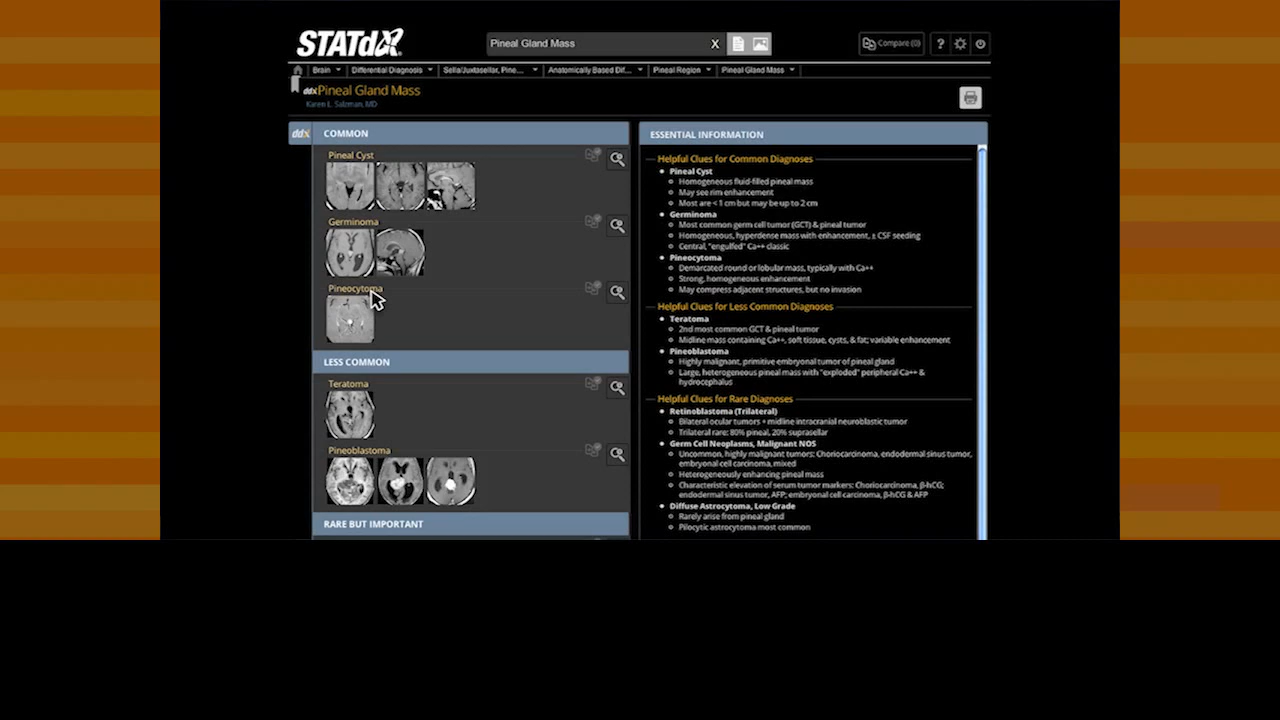 STATdx
Pineal Gland Mass X
Compare (0) ?
Brain Differential Diagnosis Sella/Juxtasellar, Pine... Anatomically Based Dif... Pineal Region Pineal Gland Mass
ddx Pineal Gland Mass
Karen L. Salzman, MD
ddx COMMON
Pineal Cyst
Germinoma
Pineocytoma
LESS COMMON
Teratoma
Pineoblastoma
RARE BUT IMPORTANT
ESSENTIAL INFORMATION
Helpful Clues for Common Diagnoses
Pineal Cyst
Homogeneous fluid-filled pineal mass
May see rim enhancement
Most are < 1 cm but may be up to 2 cm
Germinoma
Most common germ cell tumor (GCT) & pineal tumor
Homogeneous, hyperdense mass with enhancement, ± CSF seeding
Central, "engulfed" Ca++ classic
Pineocytoma
Demarcated round or lobular mass, typically with Ca++
Strong, homogeneous enhancement
May compress adjacent structures, but no invasion
Helpful Clues for Less Common Diagnoses
Teratoma
2nd most common GCT & pineal tumor
Midline mass containing Ca++, soft tissue, cysts, & fat; variable enhancement
Pineoblastoma
Highly malignant, primitive embryonal tumor of pineal gland
Large, heterogeneous pineal mass with "exploded" peripheral Ca++ &
hydrocephalus
Helpful Clues for Rare Diagnoses
Retinoblastoma (Trilateral)
Bilateral ocular tumors + midline intracranial neuroblastic tumor
Trilateral rare: 80% pineal, 20% suprasellar
Germ Cell Neoplasms, Malignant NOS
Uncommon, highly malignant tumors: Choriocarcinoma, endodermal sinus tumor,
embryonal cell carcinoma, mixed
Heterogeneously enhancing pineal mass
Characteristic elevation of serum tumor markers: Choriocarcinoma, β-hCG;
endodermal sinus tumor, AFP; embryonal cell carcinoma, β-hCG & AFP
Diffuse Astrocytoma, Low Grade
Rarely arise from pineal gland
Pilocytic astrocytoma most common